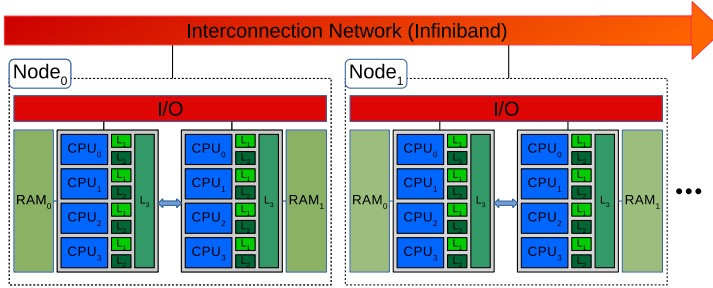 Interconnection Network (Infiniband)
Node0
Node1
I/O
I/O
RAM0
CPU0
L1
L2
CPU1
L1
L2
CPU2
L1
L2
CPU3
L1
L2
L3
CPU0
L1
L2
CPU1
L1
L2
CPU2
L1
L2
CPU3
L1
L2
L3
RAM1
RAM0
CPU0
L1
L2
CPU1
L1
L2
CPU2
L1
L2
CPU3
L1
L2
L3
CPU0
L1
L2
CPU1
L1
L2
CPU2
L1
L2
CPU3
L1
L2
L3
RAM1
•••